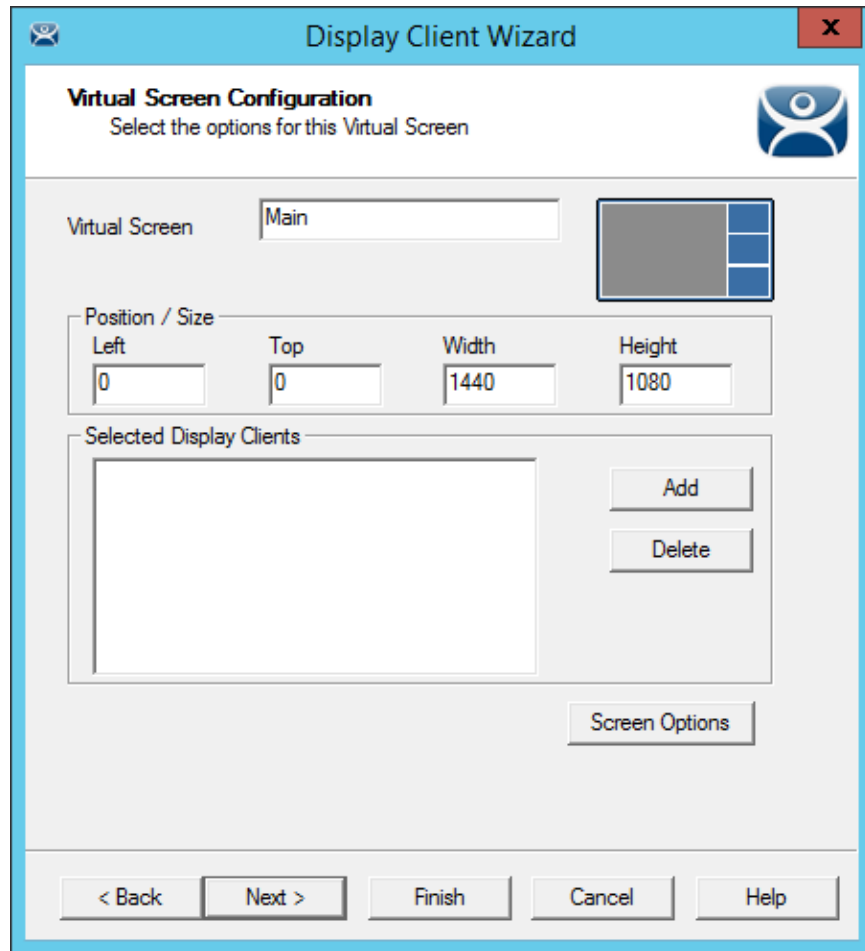 Display Client Wizard
x
Virtual Screen Configuration
Select the options for this Virtual Screen
Virtual Screen
Main
Position / Size
Left Top Width Height
0 0 1440 1080
Selected Display Clients
Add
Delete
Screen Options
< Back Next > Finish Cancel Help